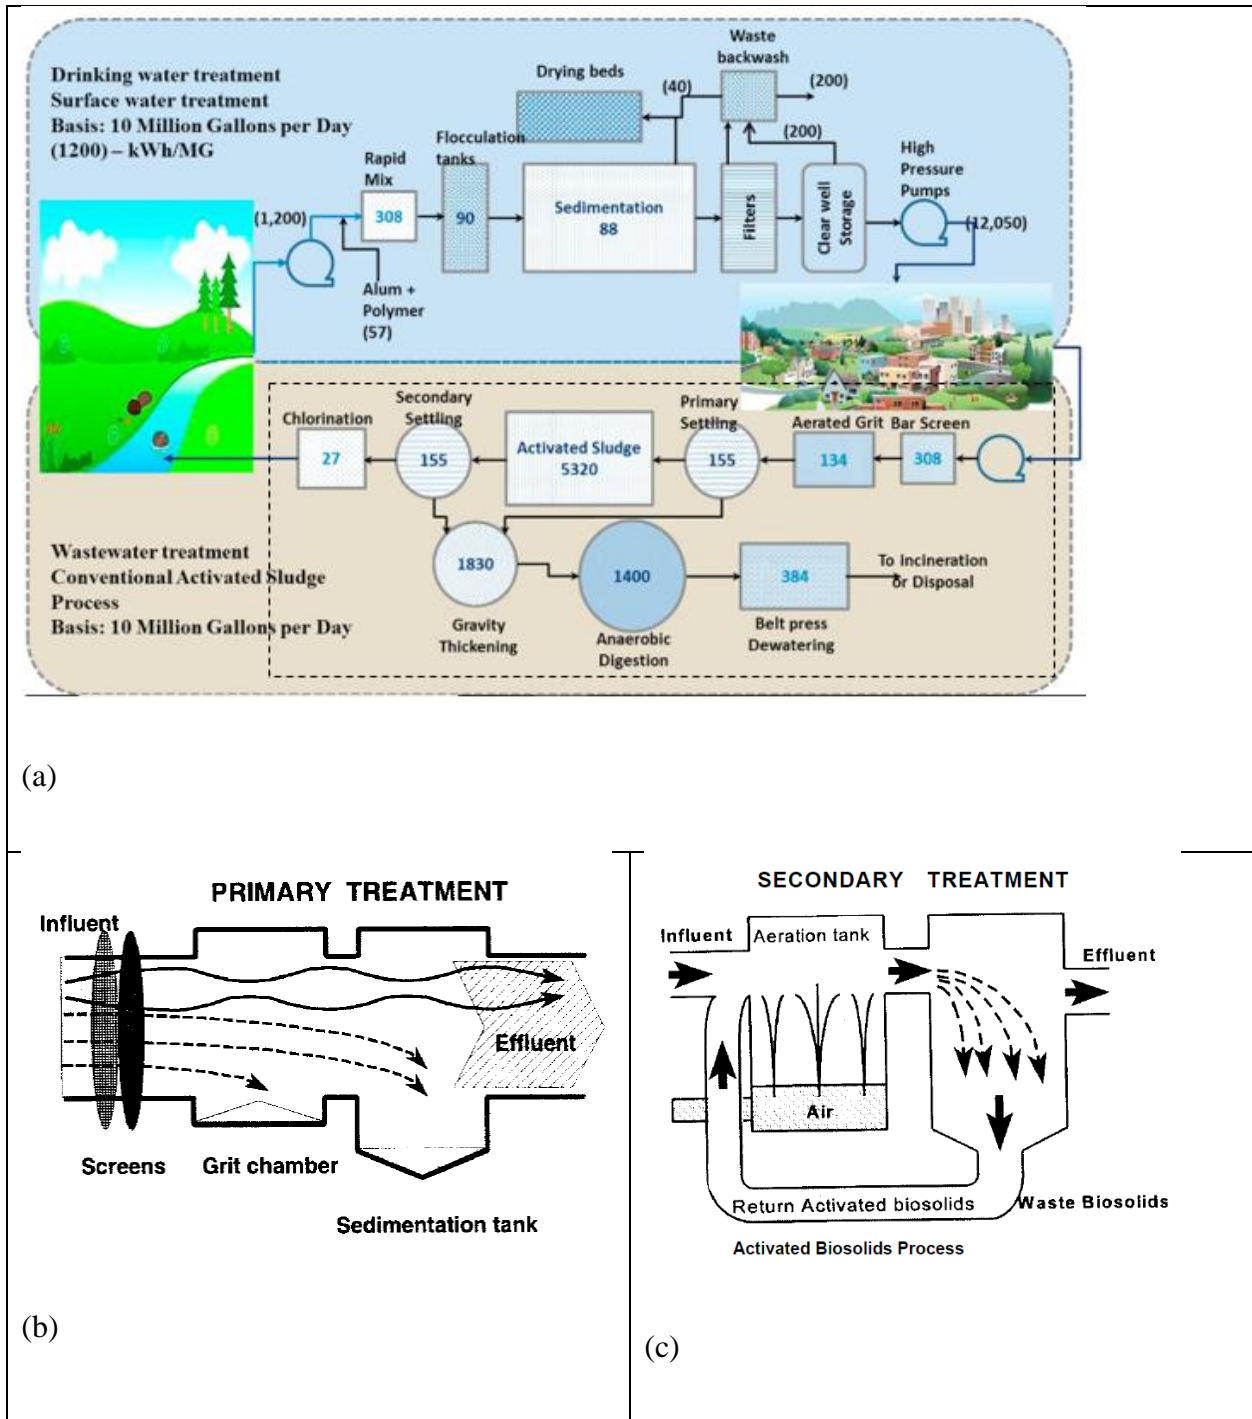 Drinking water treatment
Surface water treatment
Basis: 10 Million Gallons per Day
(1200) – kWh/MG
Drying beds
Waste
backwash
(40)
(200)
(200)
Flocculation
tanks
Rapid
Mix
High
Pressure
Pumps
(1,200)
308
90
Sedimentation
88
Filters
Clear well
Storage
(12,050)
Alum +
Polymer
(57)
Chlorination
Secondary
Settling
Primary
Settling
Aerated Grit
Bar Screen
27
155
Activated Sludge
5320
155
134
308
Wastewater treatment
Conventional Activated Sludge
Process
Basis: 10 Million Gallons per Day
1830
1400
384
To Incineration
or Disposal
Gravity
Thickening
Anaerobic
Digestion
Belt press
Dewatering
(a)
PRIMARY TREATMENT
Influent
Effluent
Screens
Grit chamber
Sedimentation tank
(b)
SECONDARY TREATMENT
Influent
Aeration tank
Effluent
Air
Return Activated biosolids
Waste Biosolids
Activated Biosolids Process
(c)